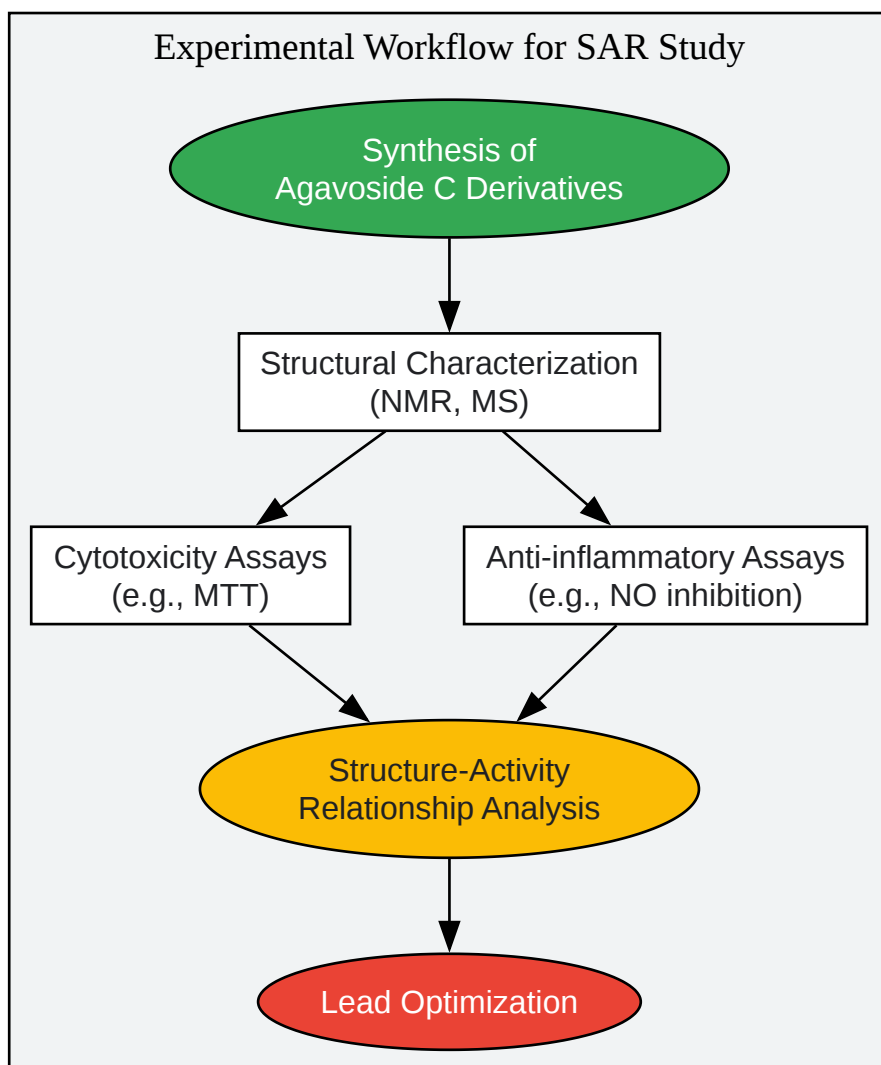 Experimental Workflow for SAR Study
Synthesis of
Agavoside C Derivatives
Structural Characterization
(NMR, MS)
Cytotoxicity Assays
(e.g., MTT)
Anti-inflammatory Assays
(e.g., NO inhibition)
Structure-Activity
Relationship Analysis
Lead Optimization